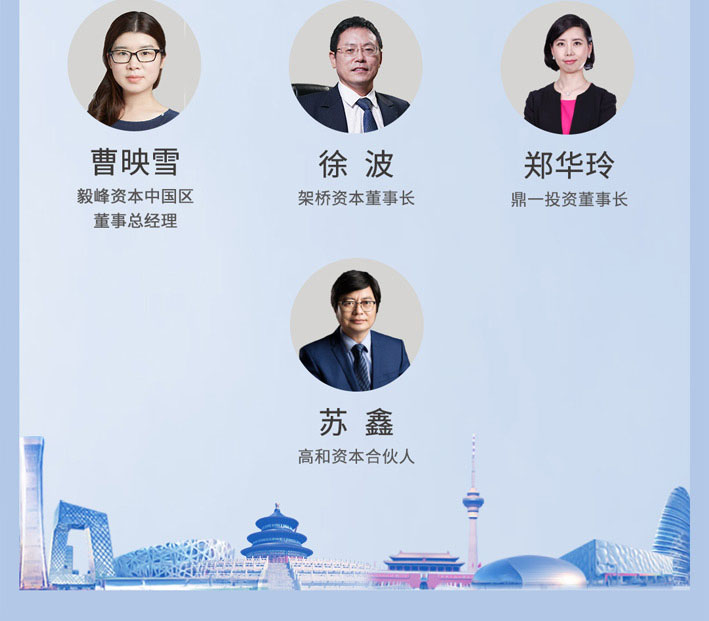 曹映雪
毅峰资本中国区
董事总经理
徐 波
架桥资本董事长
郑华玲
鼎一投资董事长
苏 鑫
高和资本合伙人